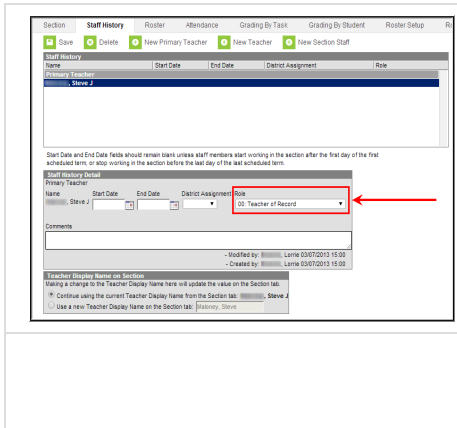 Section Staff History Roster Attendance Grading By Task Grading By Student Roster Setup Ro
Save Delete New Primary Teacher New Teacher New Section Staff
Staff History
Name Start Date End Date District Assignment Role
Primary Teacher
, Steve J
Start Date and End Date fields should remain blank unless staff members start working in the section after the first day of the first
scheduled term, or stop working in the section before the last day of the last scheduled term.
Staff History Detail
Primary Teacher
Name Start Date End Date District Assignment Role
, Steve J 00: Teacher of Record
Comments
- Modified by: , Lorrie 03/07/2013 15:00
- Created by: , Lorrie 03/07/2013 15:00
Teacher Display Name on Section
Making a change to the Teacher Display Name here will update the value on the Section tab.
Continue using the current Teacher Display Name from the Section tab: , Steve J
Use a new Teacher Display Name on the Section tab: Maloney, Steve